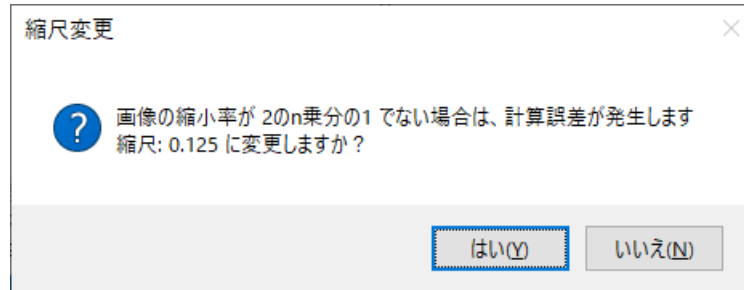 縮尺変更
画像の縮小率が 2のn乗分の1 でない場合は、計算誤差が発生します
縮尺: 0.125 に変更しますか？
はい(Y)
いいえ(N)